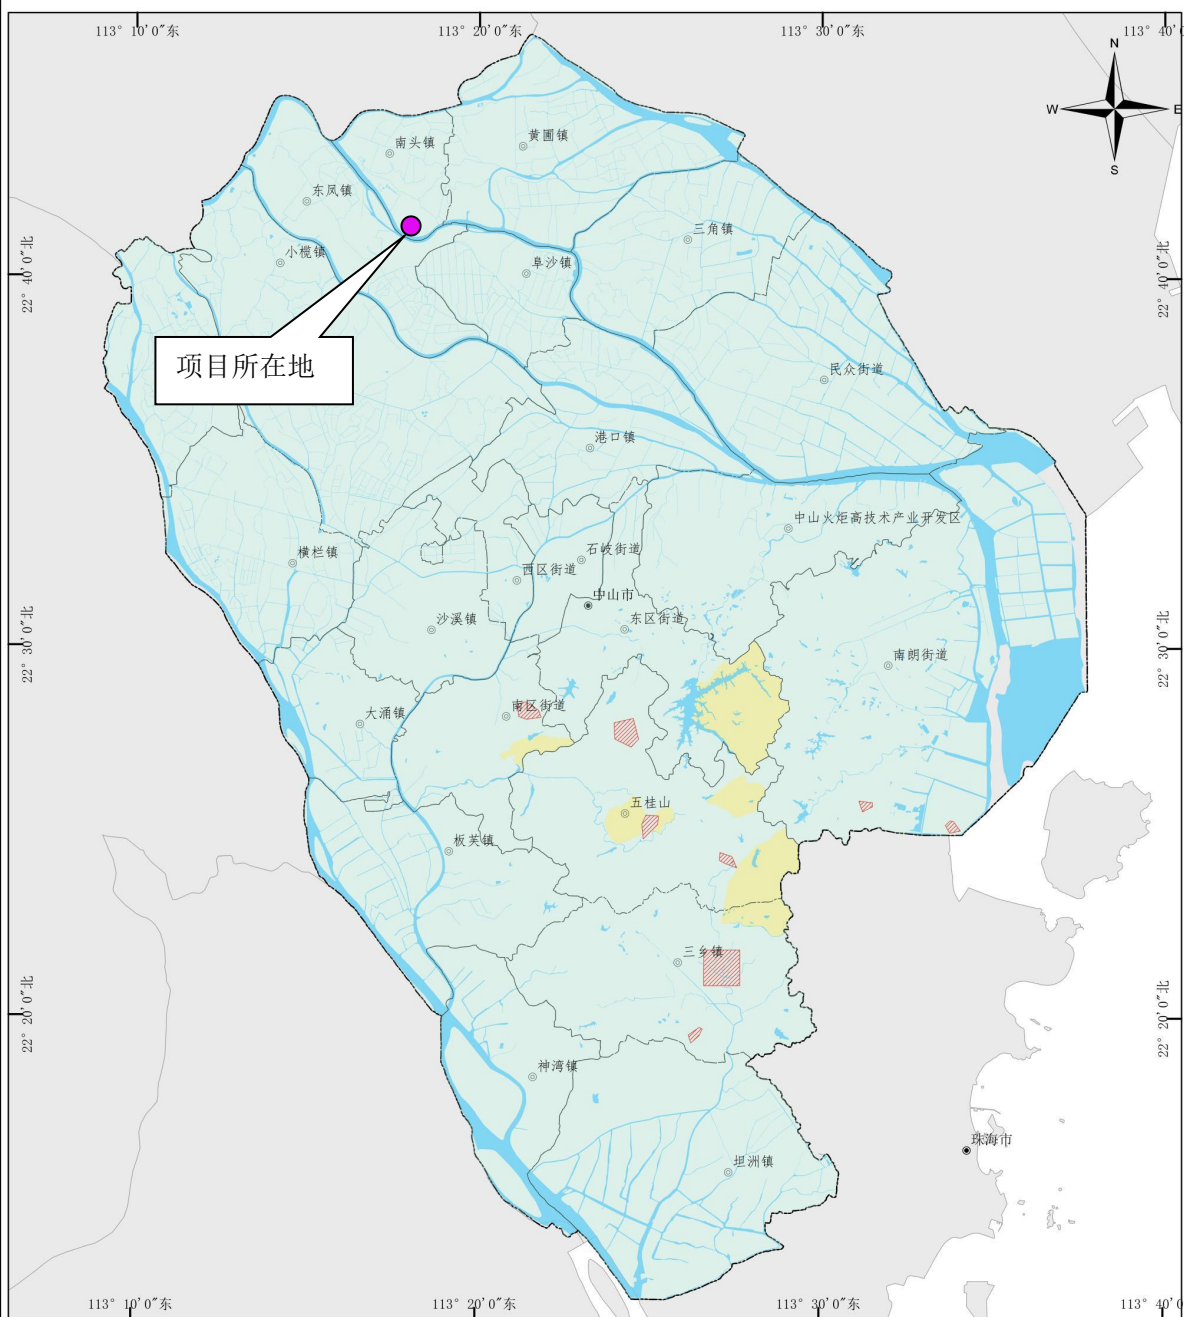 113° 10'0"东
113° 20'0"东
113° 30'0"东
113° 40'0"
N
W
E
S
南头镇
黄圃镇
东凤镇
三角镇
小榄镇
阜沙镇
22° 40'0"北
22° 40'0"北
项目所在地
民众街道
港口镇
中山火炬高技术产业开发区
石岐街道
横栏镇
西区街道
中山市
沙溪镇
东区街道
22° 30'0"北
22° 30'0"北
南朗街道
大涌镇
南区街道
五桂山
板芙镇
三乡镇
22° 20'0"北
22° 20'0"北
神湾镇
珠海市
坦洲镇
113° 10'0"东
113° 20'0"东
113° 30'0"东
113° 40'0"